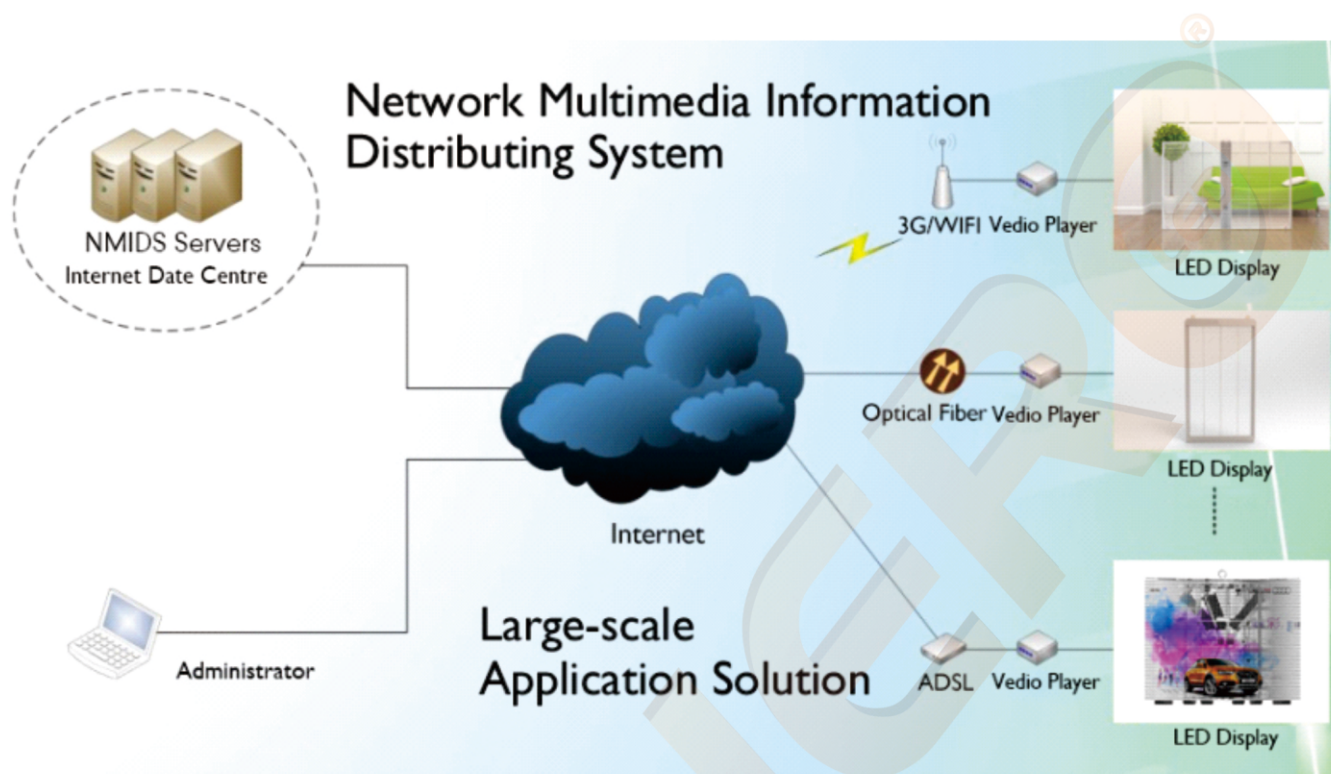 Network Multimedia Information
Distributing System
NMIDS Servers
Internet Date Centre
3G/WIFI
Vedio Player
LED Display
Optical Fiber
Vedio Player
LED Display
Internet
Administrator
Large-scale
Application Solution
ADSL
Vedio Player
LED Display